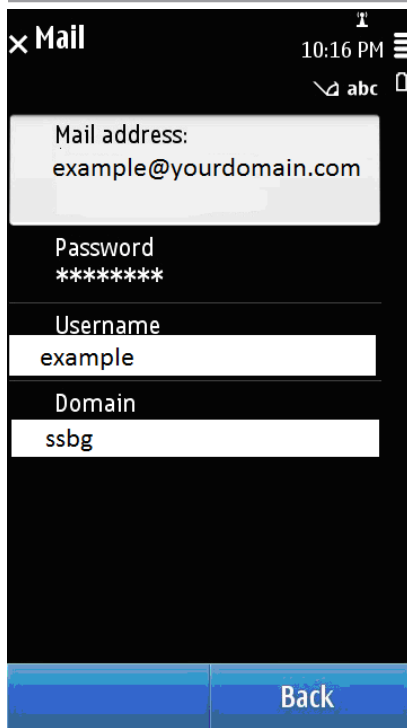 × Mail
10:16 PM
abc
Mail address:
example@yourdomain.com
Password
********
Username
example
Domain
ssbg
Back